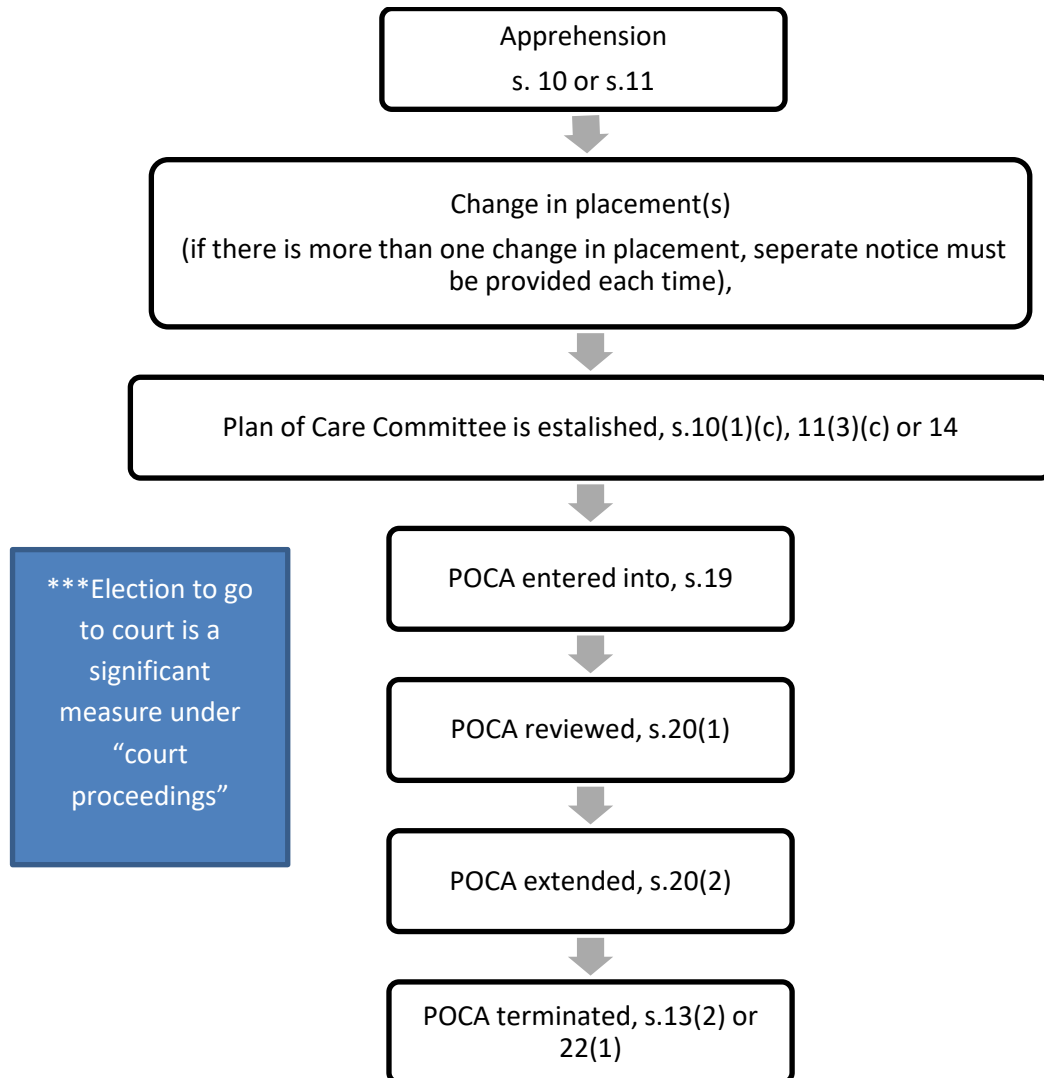 Apprehension
s. 10 or s.11
Change in placement(s)
(if there is more than one change in placement, seperate notice must
be provided each time),
Plan of Care Committee is estalished, s.10(1)(c), 11(3)(c) or 14
POCA entered into, s.19
***Election to go
to court is a
significant
measure under
“court
proceedings”
POCA reviewed, s.20(1)
POCA extended, s.20(2)
POCA terminated, s.13(2) or
22(1)